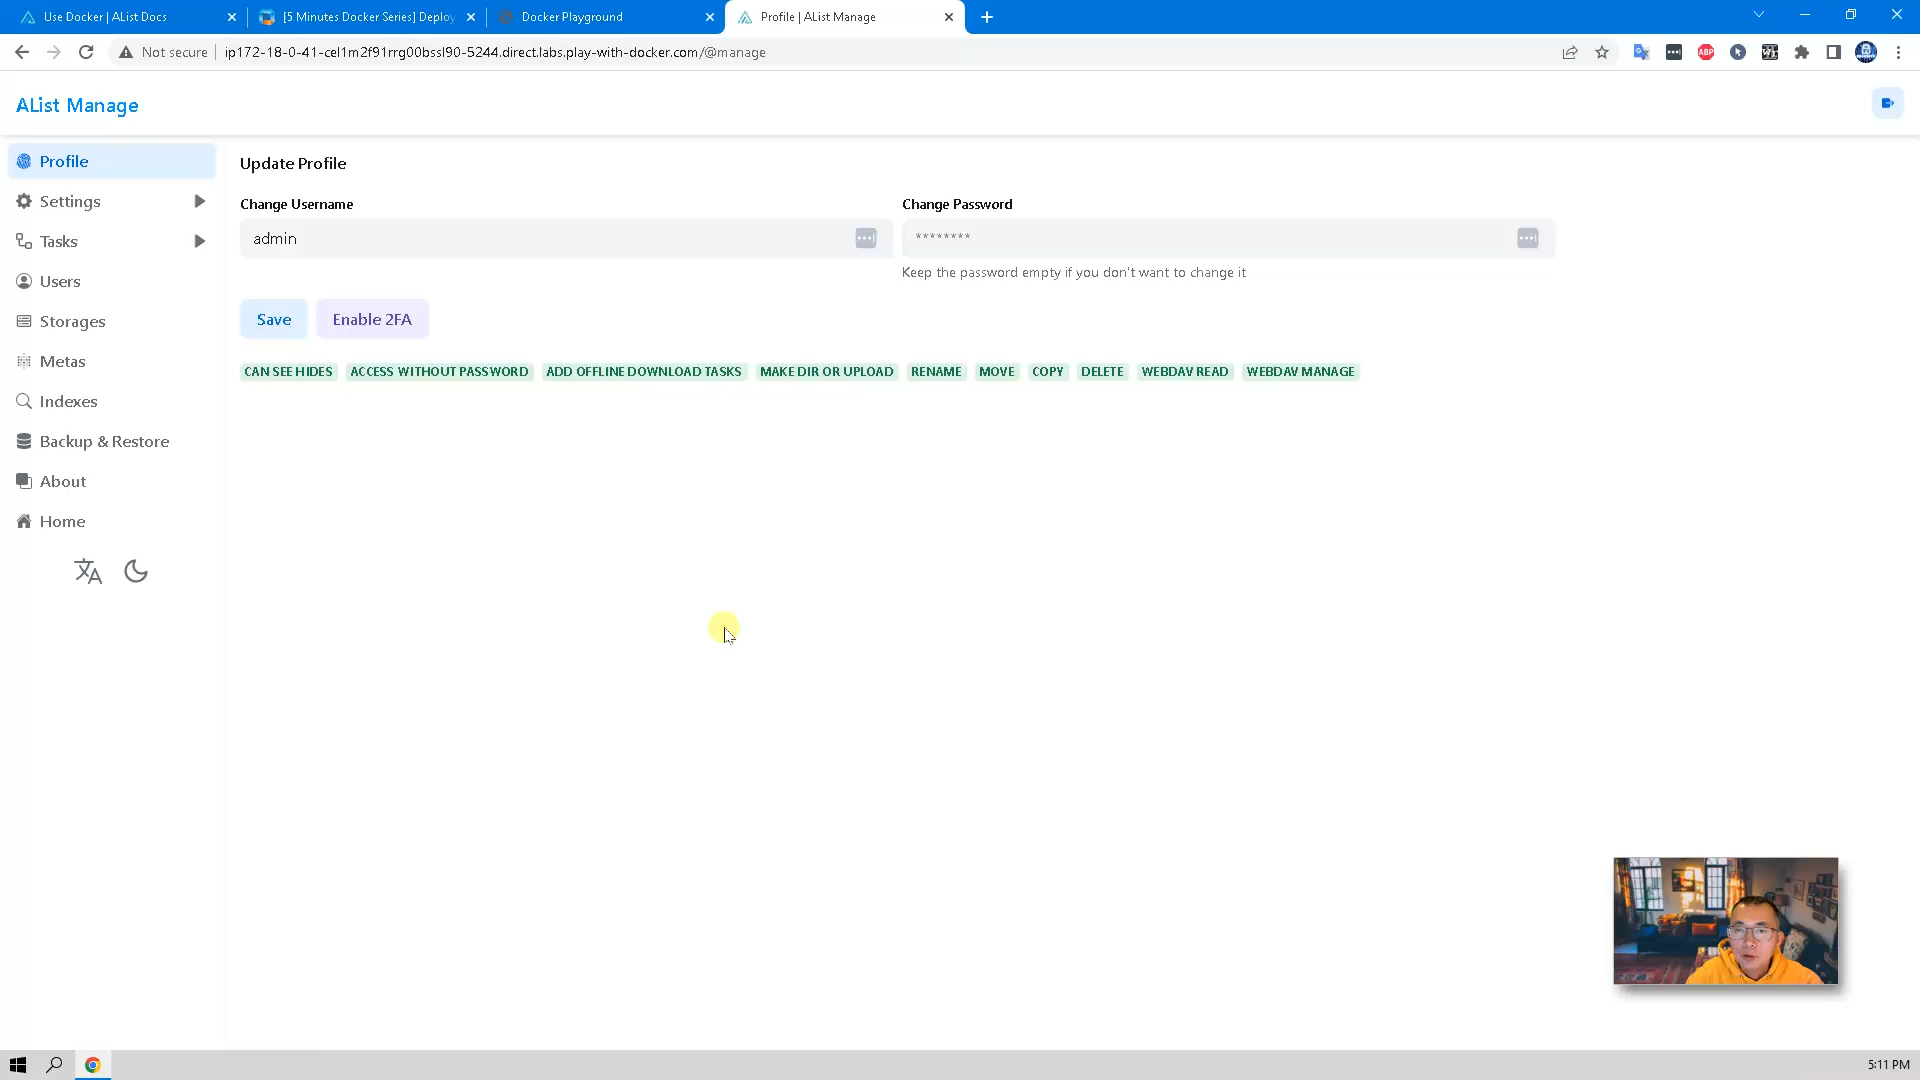 Use Docker | AList Docs
[5 Minutes Docker Series] Deploy
Docker Playground
Profile | AList Manage
Not secure
ip172-18-0-41-cel1m2f91rrg00bssl90-5244.direct.labs.play-with-docker.com/@manage
ABP
AList Manage
Profile
Settings
Tasks
Users
Storages
Metas
Indexes
Backup & Restore
About
Home
Update Profile
Change Username
admin
Change Password
********
Keep the password empty if you don't want to change it
Save
Enable 2FA
CAN SEE HIDES
ACCESS WITHOUT PASSWORD
ADD OFFLINE DOWNLOAD TASKS
MAKE DIR OR UPLOAD
RENAME
MOVE
COPY
DELETE
WEBDAV READ
WEBDAV MANAGE
5:11 PM